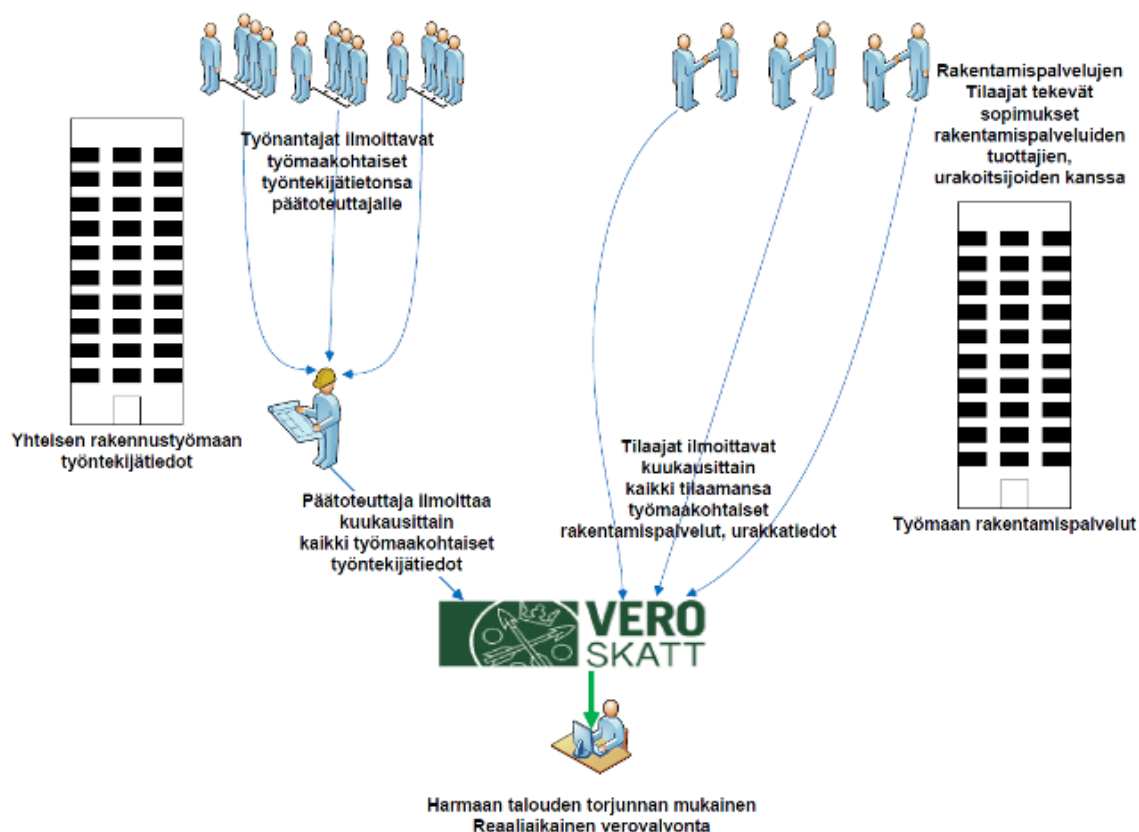 Työnantajat ilmoittavat
työmaakohtaiset
työntekijätietonsa
päätoteuttajalle
Rakentamispalvelujen
Tilaajat tekevät
sopimukset
rakentamispalveluiden
tuottajien,
urakoitsijoiden kanssa
Yhteisen rakennustyömaan
työntekijätiedot
Päätoteuttaja ilmoittaa
kuukausittain
kaikki työmaakohtaiset
työntekijätiedot
Tilaajat ilmoittavat
kuukausittain
kaikki tilaamansa
työmaakohtaiset
rakentamispalvelut, urakkatiedot
Työmaan rakentamispalvelut
VERO
SKATT
Harmaan talouden torjunnan mukainen
Reaaliaikainen verovalvonta